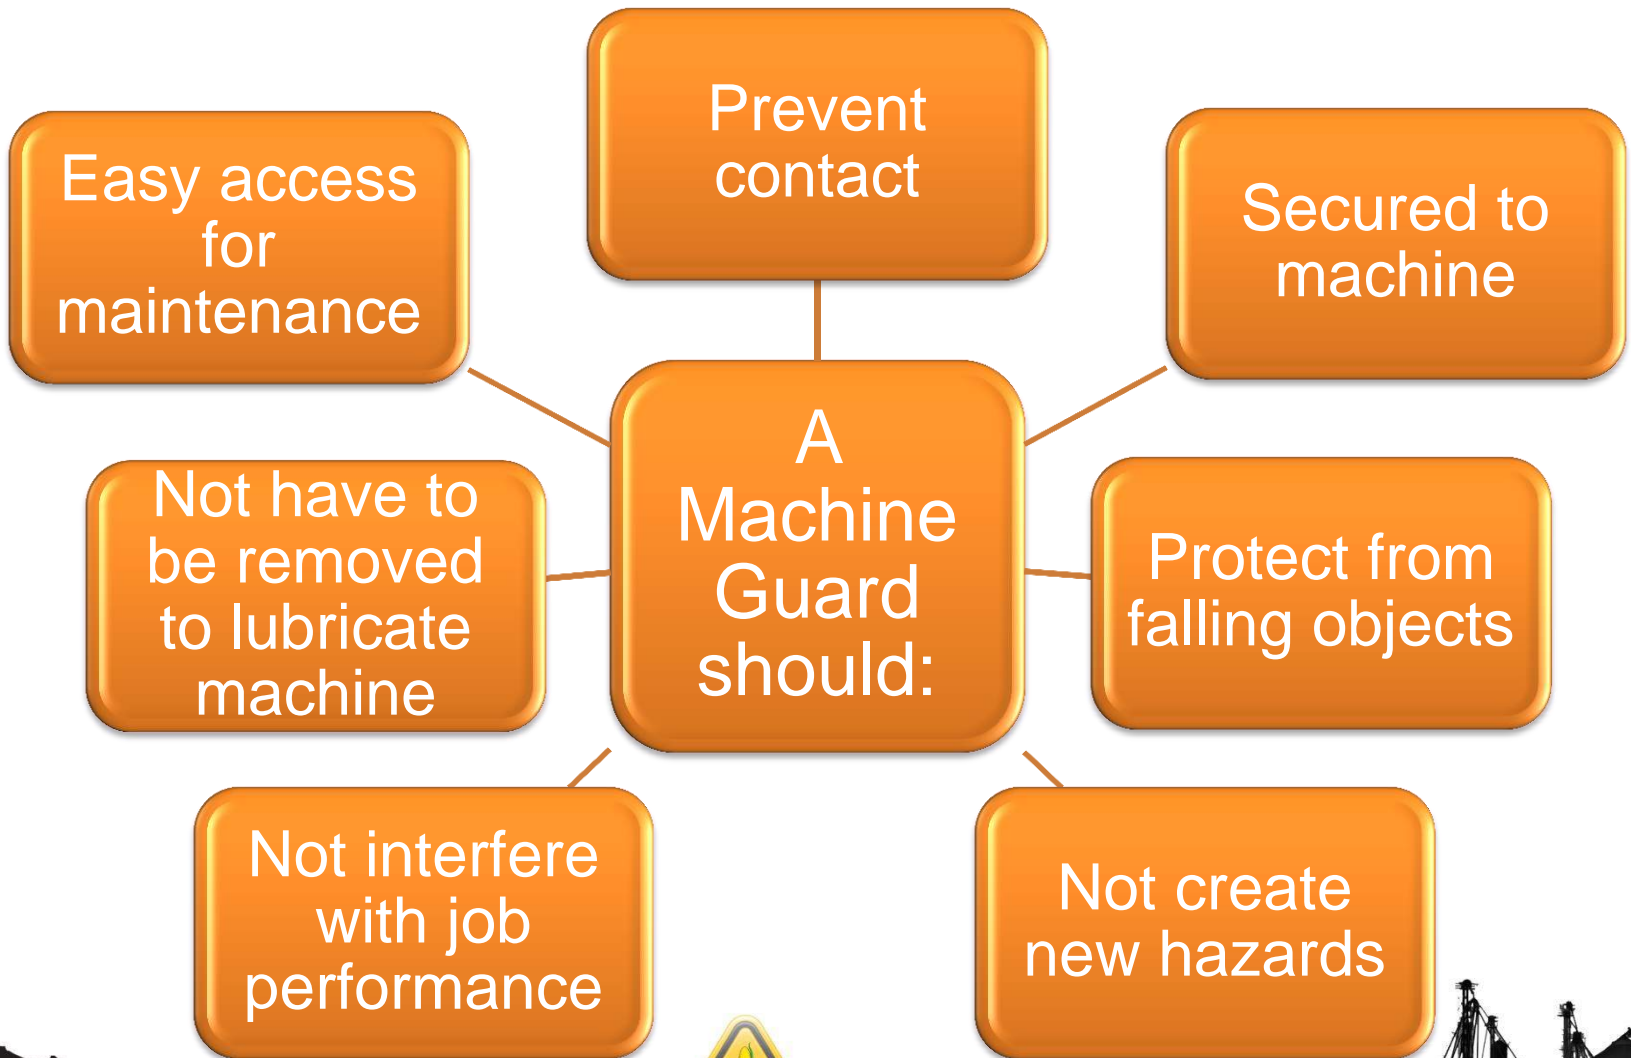 Prevent
contact
Easy access
for
maintenance
Secured to
machine
A
Machine
Guard
should:
Not have to
be removed
to lubricate
machine
Protect from
falling objects
Not interfere
with job
performance
Not create
new hazards